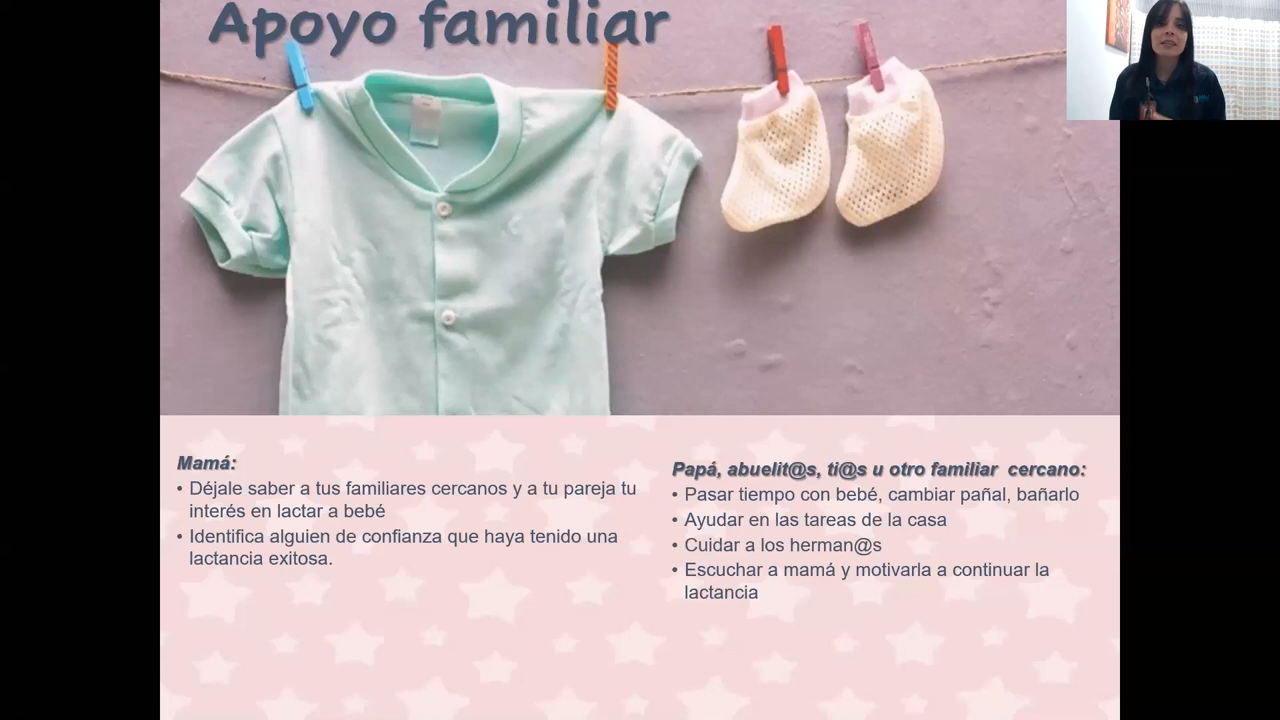 Apoyo familiar
Mamá:
• Déjale saber a tus familiares cercanos y a tu pareja tu
interés en lactar a bebé
• Identifica alguien de confianza que haya tenido una
lactancia exitosa.
Papá, abuelit@s, ti@s u otro familiar cercano:
• Pasar tiempo con bebé, cambiar pañal, bañarlo
• Ayudar en las tareas de la casa
• Cuidar a los herman@s
• Escuchar a mamá y motivarla a continuar la
lactancia